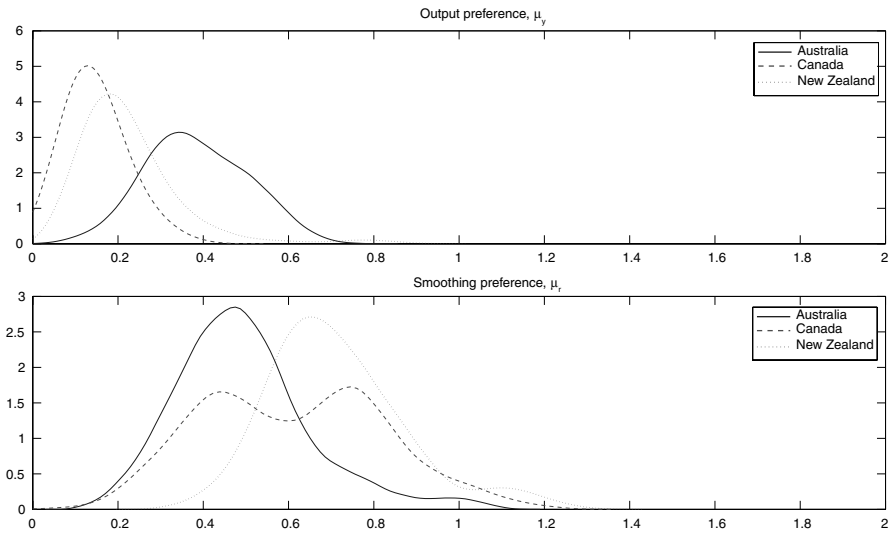 Output preference, μy
6
5
4
3
2
1
0
Australia
Canada
New Zealand
0 0.2 0.4 0.6 0.8 1 1.2 1.4 1.6 1.8 2
Smoothing preference, μr
3
2.5
2
1.5
1
0.5
0
Australia
Canada
New Zealand
0 0.2 0.4 0.6 0.8 1 1.2 1.4 1.6 1.8 2